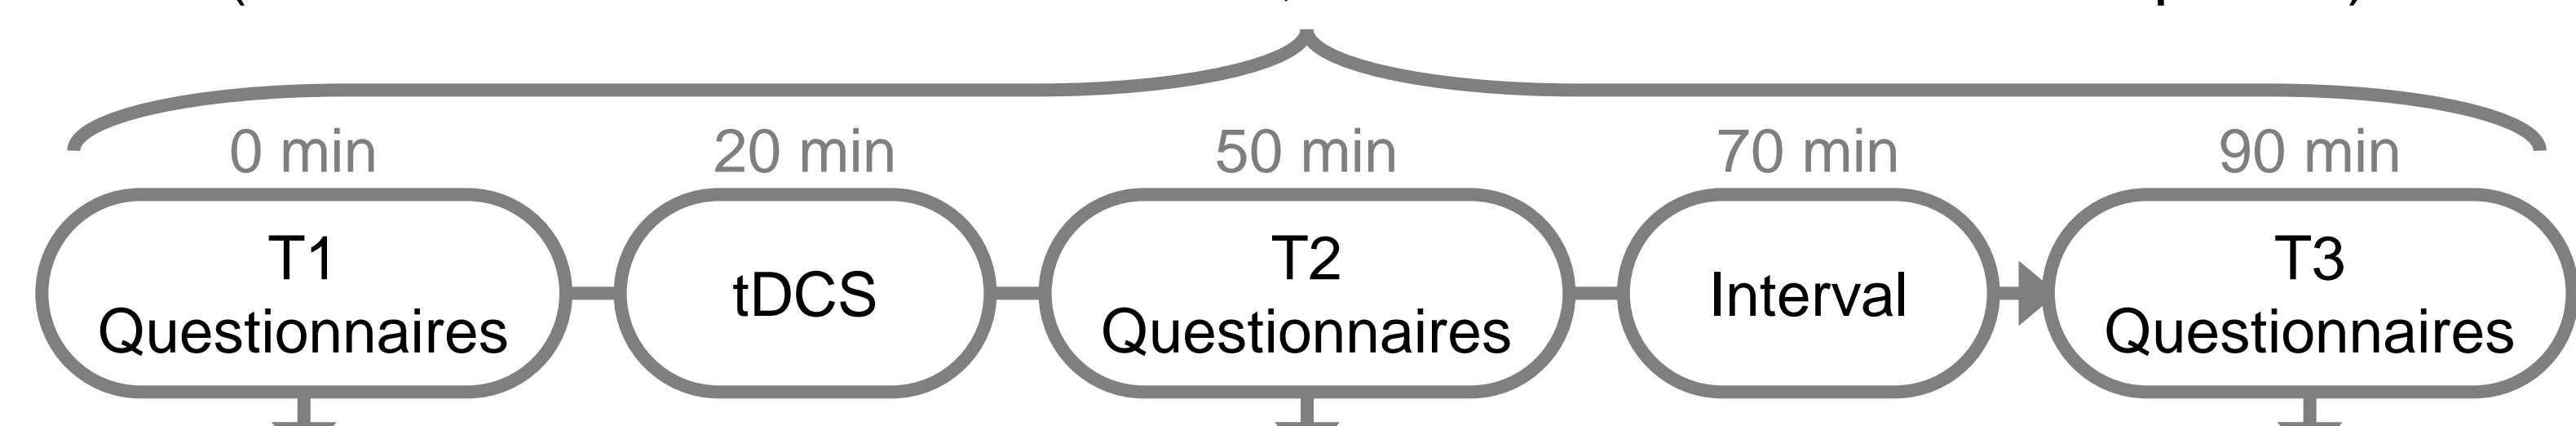 0 min
20 min
50 min
70 min
90 min
T1
Questionnaires
tDCS
T2
Questionnaires
Interval
T3
Questionnaires